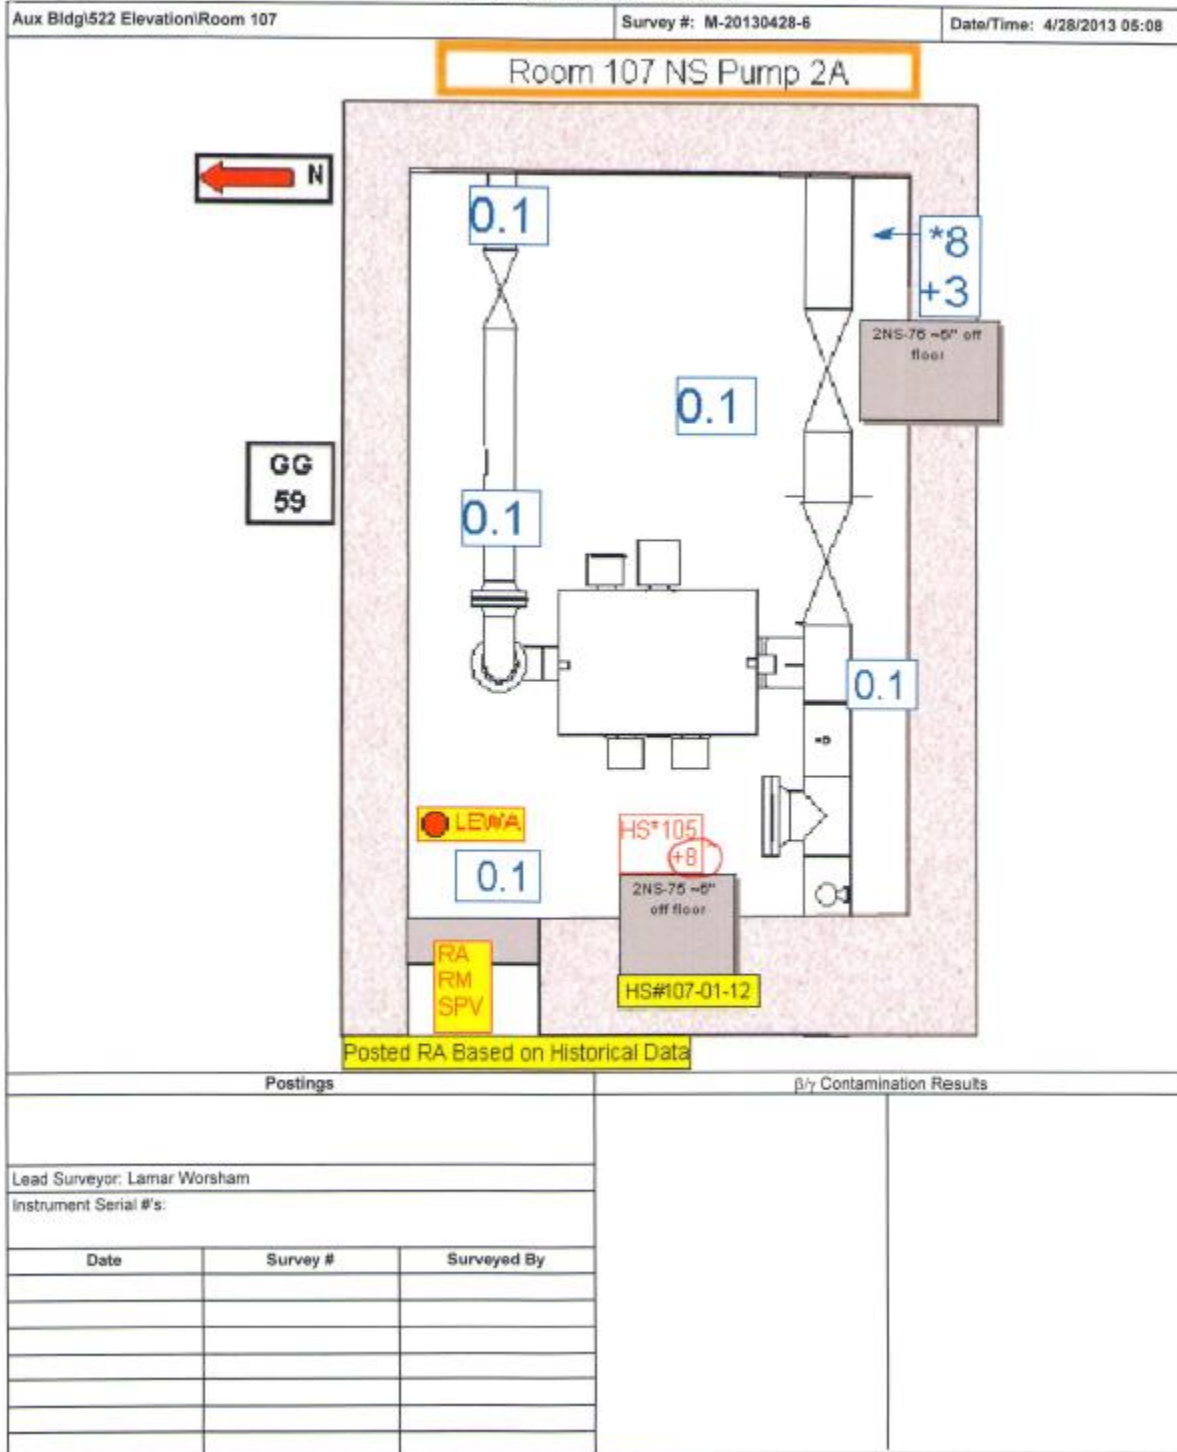 Aux Bldg\522 Elevation\Room 107
Survey #: M-20130428-6
Date/Time: 4/28/2013 05:08
Room 107 NS Pump 2A
N
0.1
*8
+3
2NS-76 ~6" off
floor
0.1
GG
59
0.1
0.1
LEWA
HS*105
+8
0.1
2NS-75 ~6"
off floor
RA
RM
SPV
HS#107-01-12
Posted RA Based on Historical Data
Postings
β/γ Contamination Results
Lead Surveyor: Lamar Worsham
Instrument Serial #'s:
Date
Survey #
Surveyed By